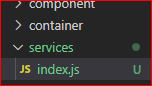 component
container
services
JS index.js U